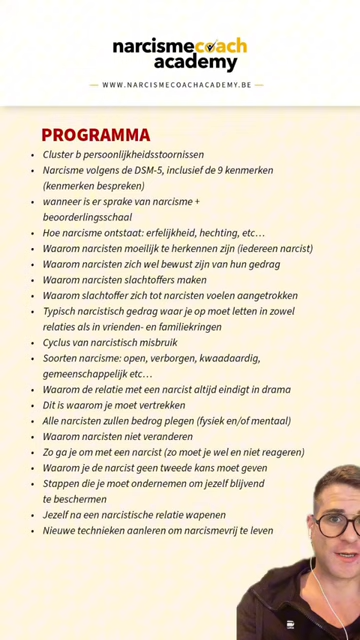 narcismecoach
academy
WWW.NARCISMECOACHACADEMY.BE
PROGRAMMA
• Cluster b persoonlijkheidsstoornissen
• Narcisme volgens de DSM-5, inclusief de 9 kenmerken
(kenmerken bespreken)
• wanneer is er sprake van narcisme +
beoordelingsschaal
• Hoe narcisme ontstaat: erfelijkheid, hechting, etc…
• Waarom narcisten moeilijk te herkennen zijn (iedereen narcist)
• Waarom narcisten zich wel bewust zijn van hun gedrag
• Waarom narcisten slachtoffers maken
• Waarom slachtoffer zich tot narcisten voelen aangetrokken
• Typisch narcistisch gedrag waar je op moet letten in zowel
relaties als in vrienden- en familiekringen
• Cyclus van narcistisch misbruik
• Soorten narcisme: open, verborgen, kwaadaardig,
gemeenschappelijk etc…
• Waarom de relatie met een narcist altijd eindigt in drama
• Dit is waarom je moet vertrekken
• Alle narcisten zullen bedrog plegen (fysiek en/of mentaal)
• Waarom narcisten niet veranderen
• Zo ga je om met een narcist (zo moet je wel en niet reageren)
• Waarom je de narcist geen tweede kans moet geven
• Stappen die je moet ondernemen om jezelf blijvend
te beschermen
• Jezelf na een narcistische relatie wapenen
• Nieuwe technieken aanleren om narcismevrij te leven